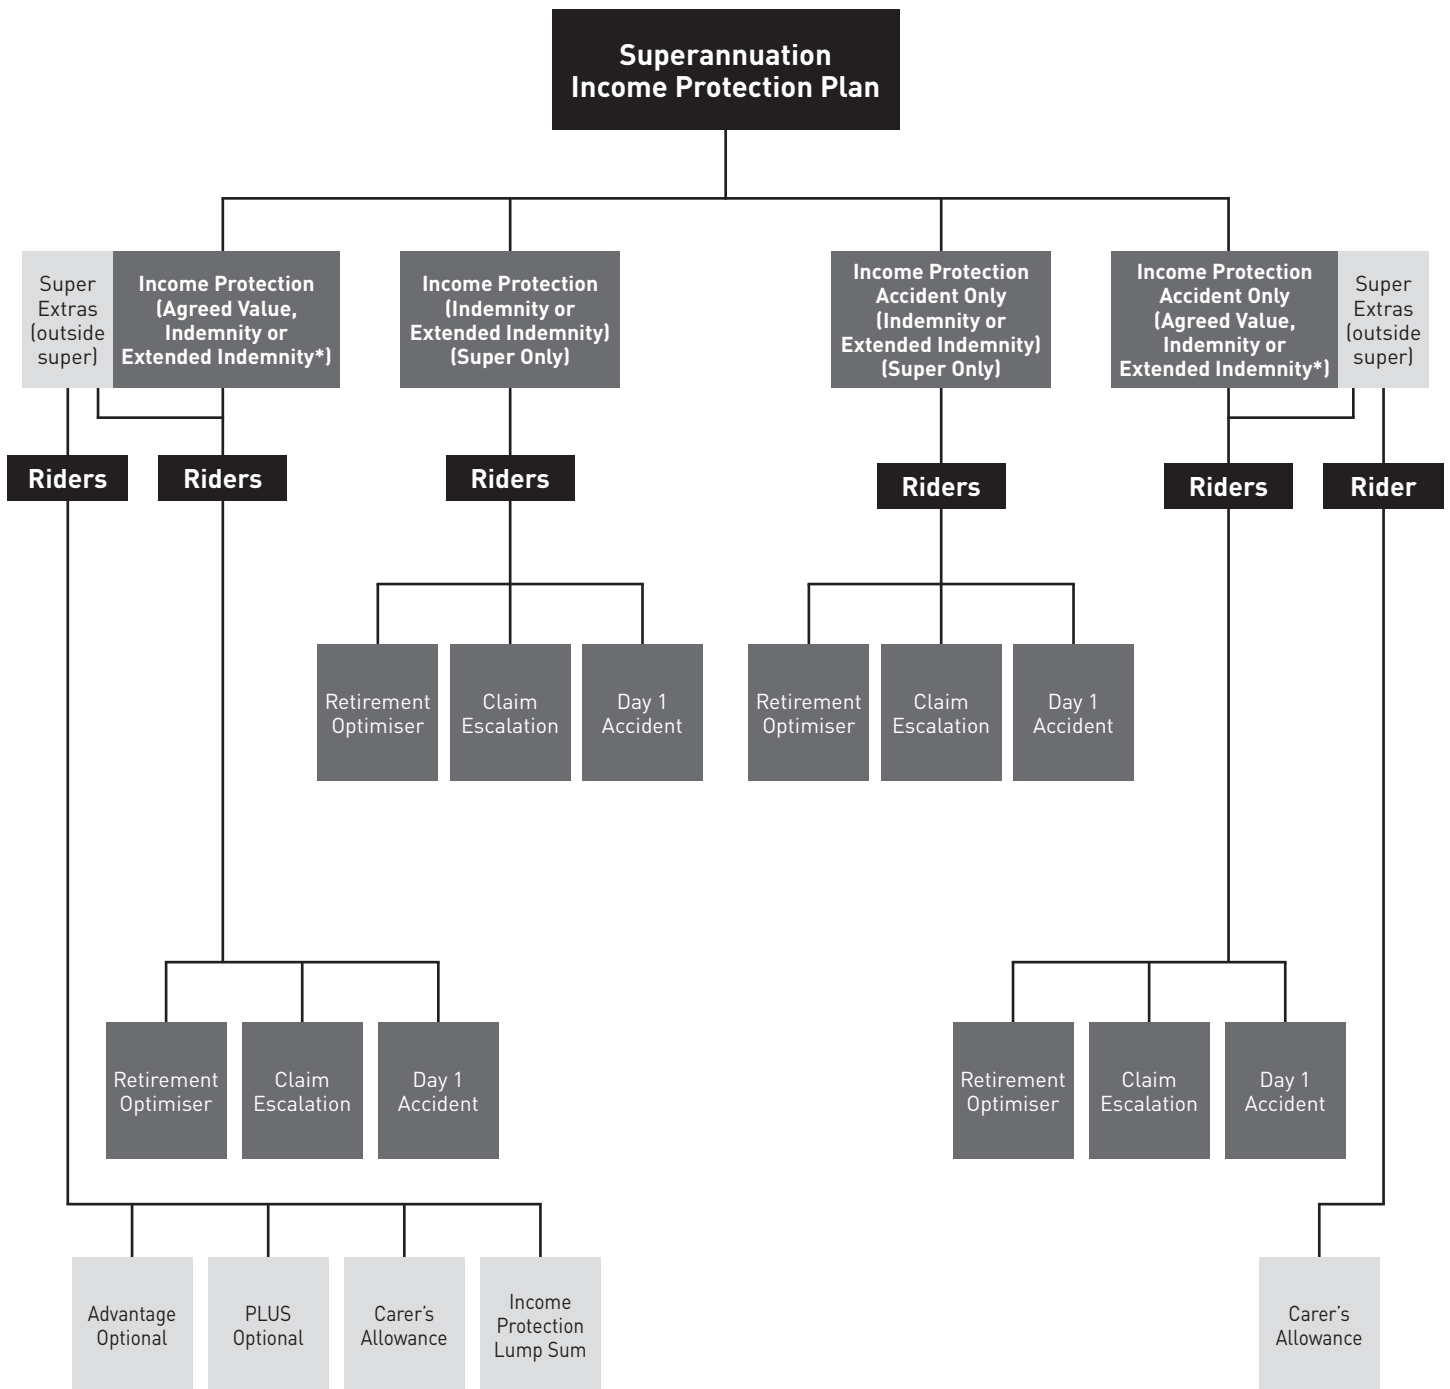 Superannuation
Income Protection Plan
Super
Extras
(outside
super)
Income Protection
(Agreed Value,
Indemnity or
Extended Indemnity*)
Income Protection
(Indemnity or
Extended Indemnity)
(Super Only)
Income Protection
Accident Only
(Indemnity or
Extended Indemnity)
(Super Only)
Income Protection
Accident Only
(Agreed Value,
Indemnity or
Extended Indemnity*)
Super
Extras
(outside
super)
Riders
Riders
Riders
Riders
Riders
Rider
Retirement
Optimiser
Claim
Escalation
Day 1
Accident
Retirement
Optimiser
Claim
Escalation
Day 1
Accident
Retirement
Optimiser
Claim
Escalation
Day 1
Accident
Retirement
Optimiser
Claim
Escalation
Day 1
Accident
Advantage
Optional
PLUS
Optional
Carer's
Allowance
Income
Protection
Lump Sum
Carer's
Allowance